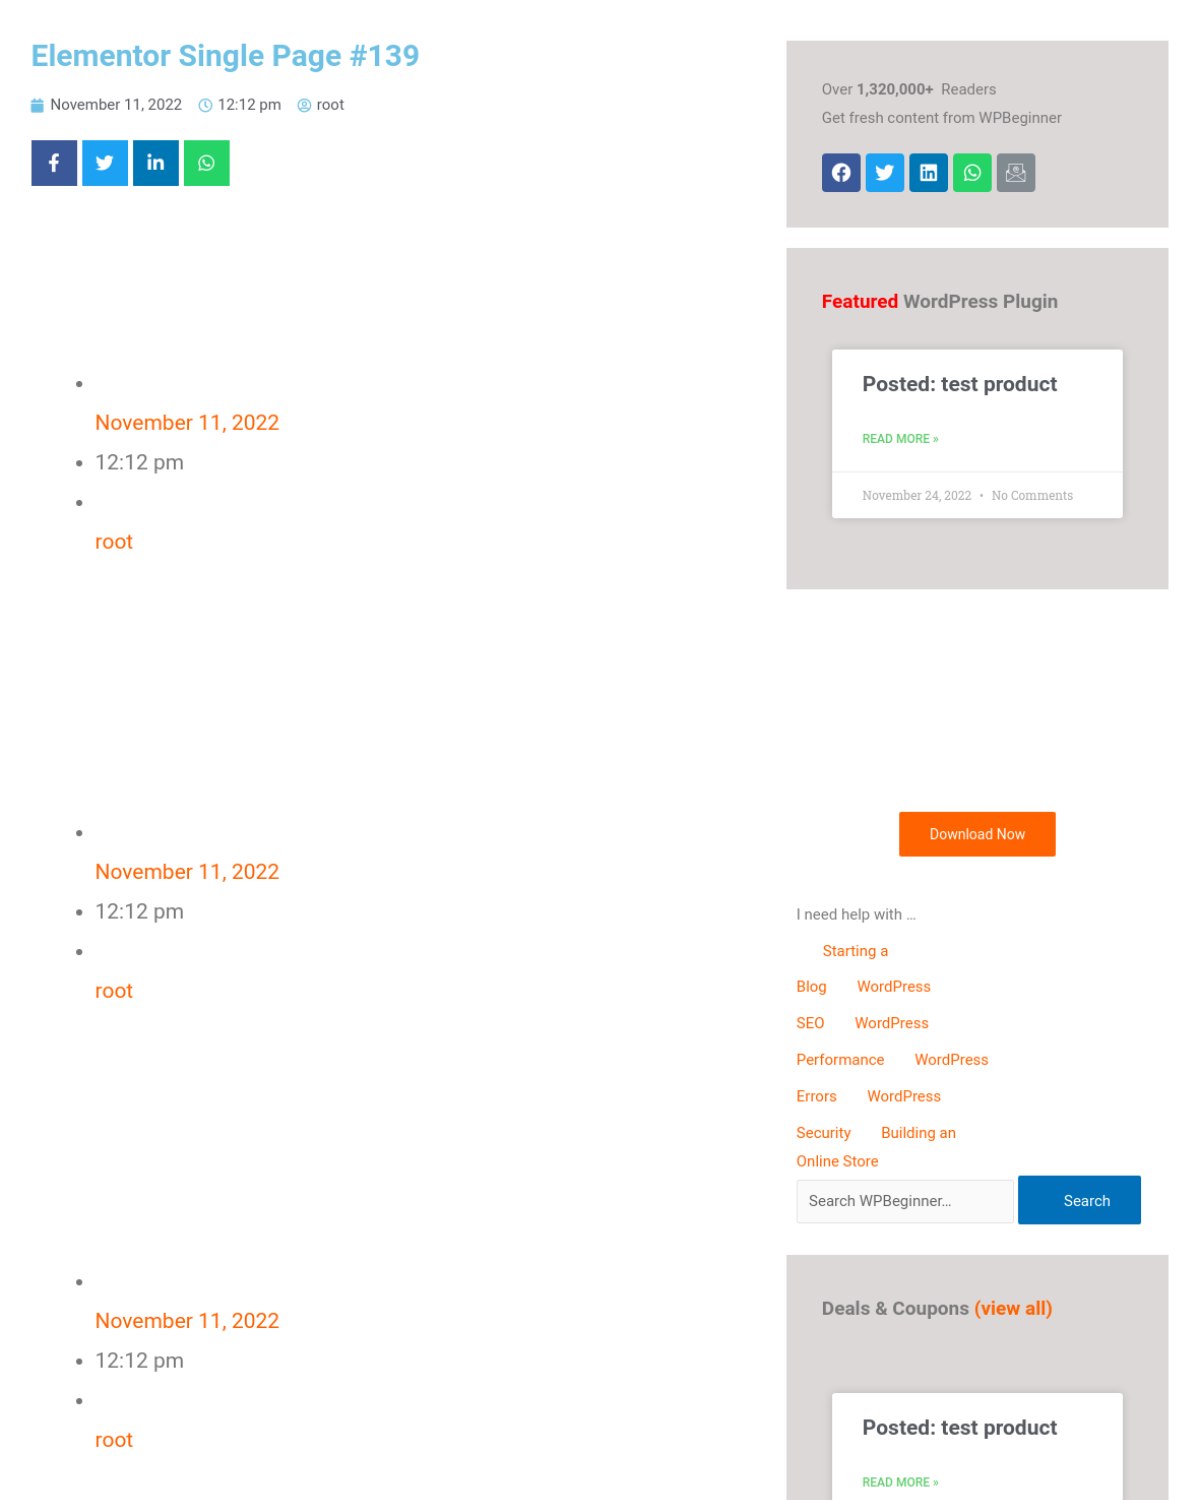 Elementor Single Page #139
November 11, 2022 12:12 pm root
November 11, 2022
12:12 pm
root
November 11, 2022
12:12 pm
root
November 11, 2022
12:12 pm
root
Over 1,320,000+ Readers
Get fresh content from WPBeginner
Featured WordPress Plugin
Posted: test product
READ MORE »
November 24, 2022 • No Comments
Download Now
I need help with ...
Starting a
Blog WordPress
SEO WordPress
Performance WordPress
Errors WordPress
Security Building an
Online Store
Search WPBeginner... Search
Deals & Coupons (view all)
Posted: test product
READ MORE »